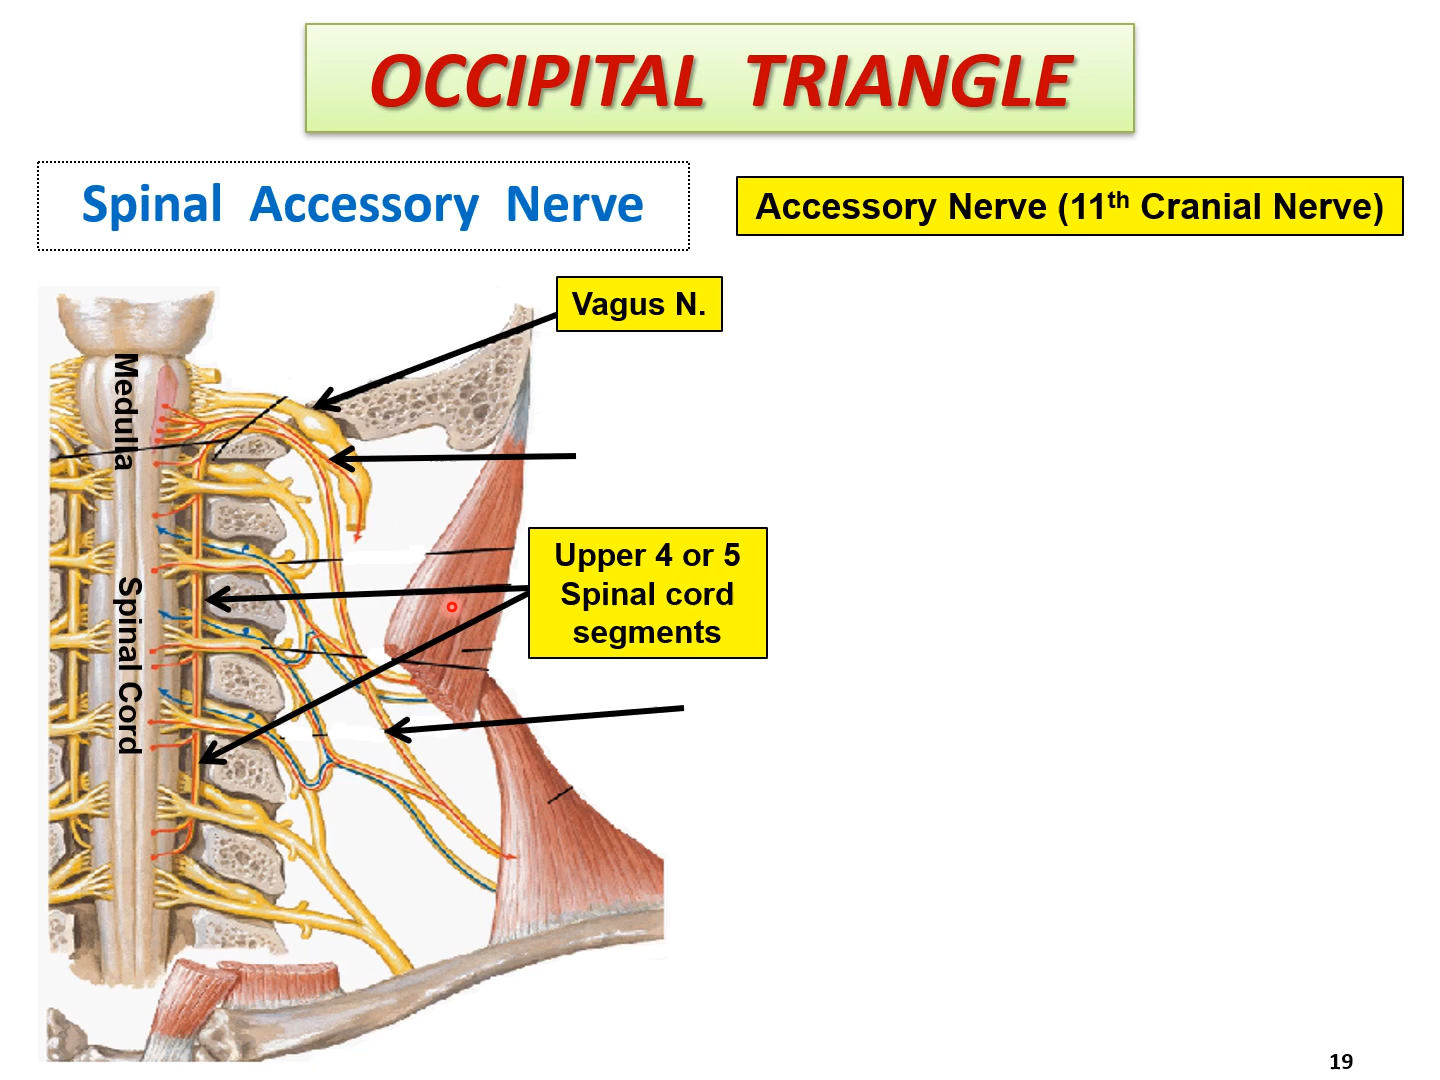 OCCIPITAL TRIANGLE
Spinal Accessory Nerve
Accessory Nerve (11th Cranial Nerve)
Vagus N.
Medulla
Upper 4 or 5
Spinal cord
segments
Spinal Cord
19